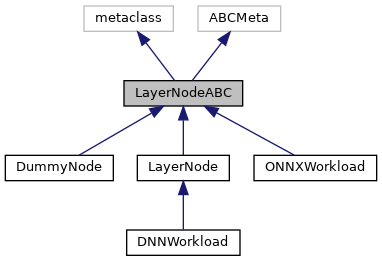 metaclass
ABCMeta
LayerNodeABC
DummyNode
LayerNode
ONNXWorkload
DNNWorkload